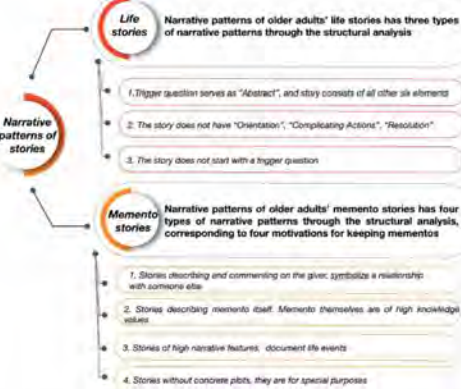 Life
stories
Narrative patterns of older adults' life stories has three types
of narrative patterns through the structural analysis
1.Trigger question serves as "Abstract", and story consists of all other six elements
2. The story does not have "Orientation", "Complicating Actions", "Resolution"
3. The story does not start with a trigger question
Narrative
patterns of
stories
Memento
stories
Narrative patterns of older adults' memento stories has four
types of narrative patterns through the structural analysis,
corresponding to four motivations for keeping mementos
1. Stories describing and commenting on the giver, symbolize a relationship
with someone else
2. Stories describing memento itself. Memento themselves are of high knowledge
values
3. Stories of high narrative features, document life events
4. Stories without concrete plots, they are for special purposes